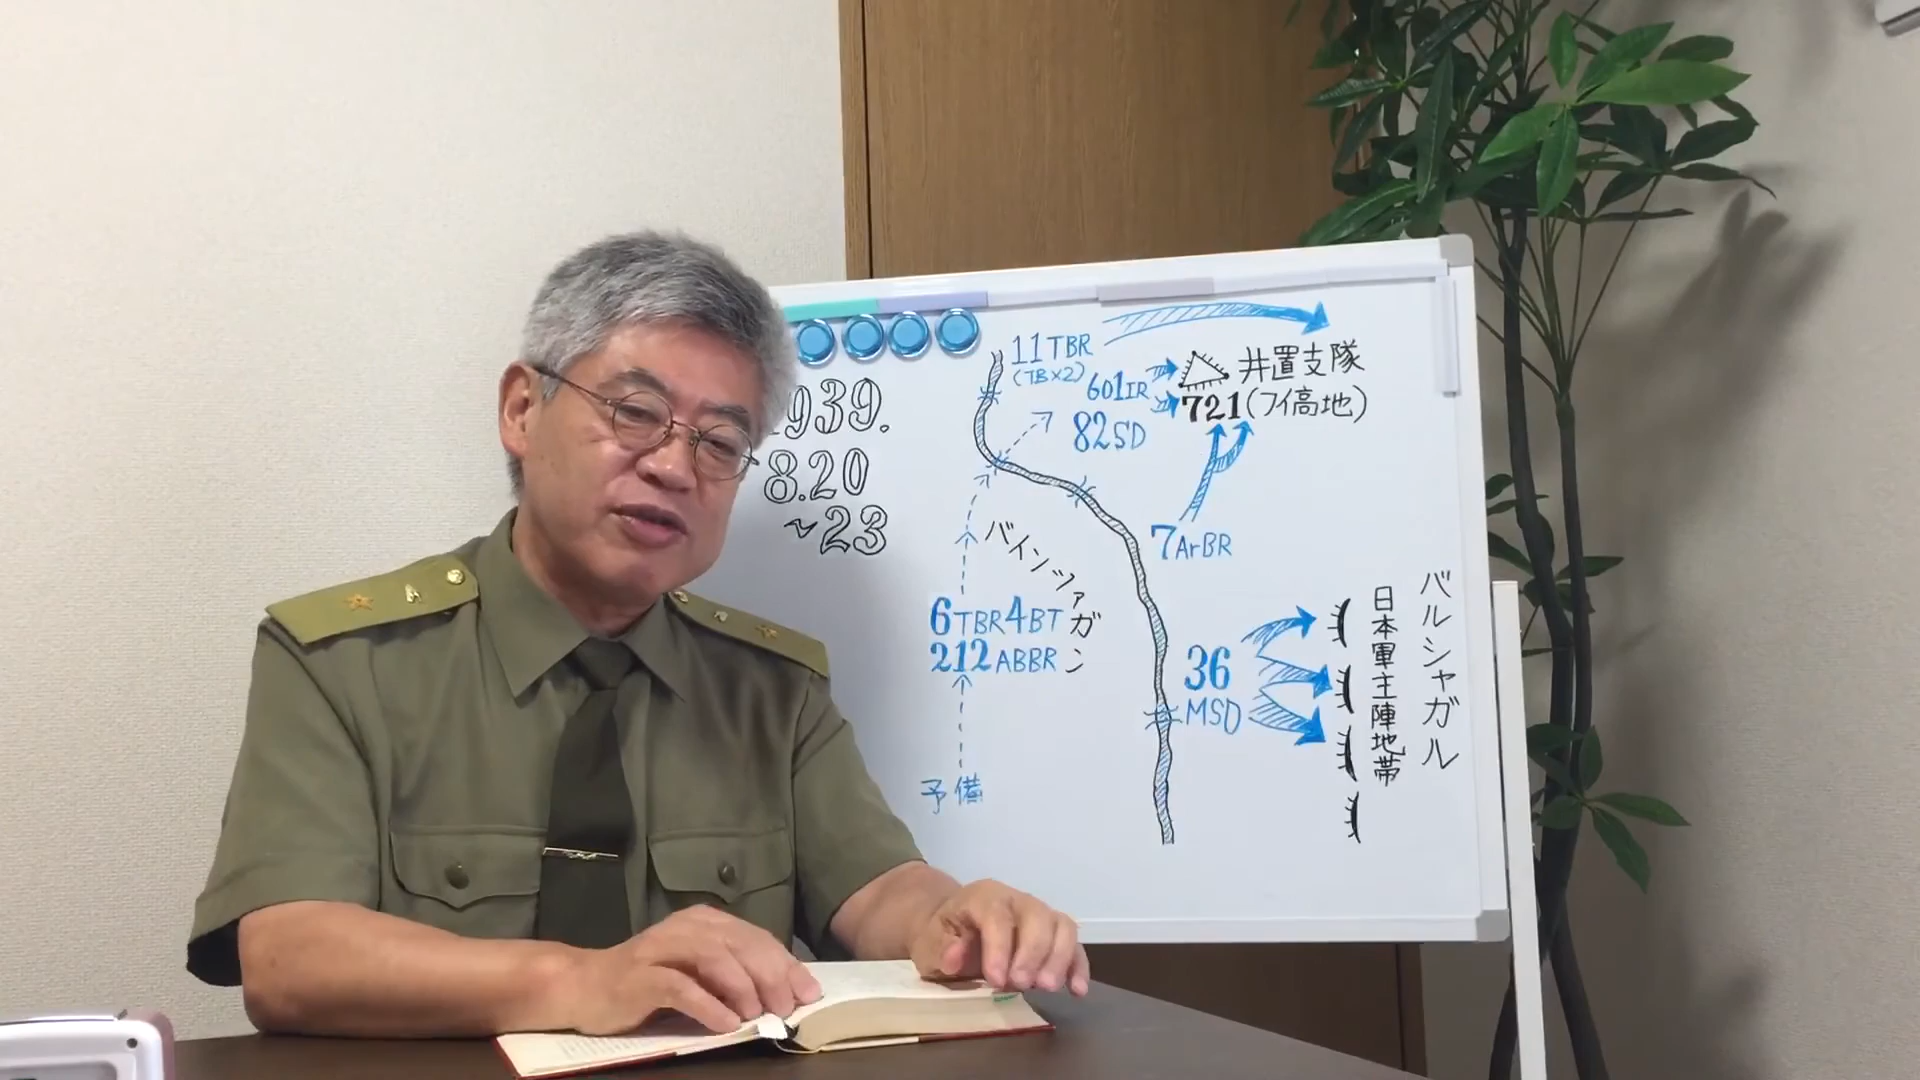 1939.
8.20
~23
11TBR
(TB×2)
601IR
82SD
井置支隊
721(フイ高地)
7ArBR
バインツァガン
6TBR4BT
212ABBR
予備
36
MSD
日本軍主陣地帯
バルシャガル
A